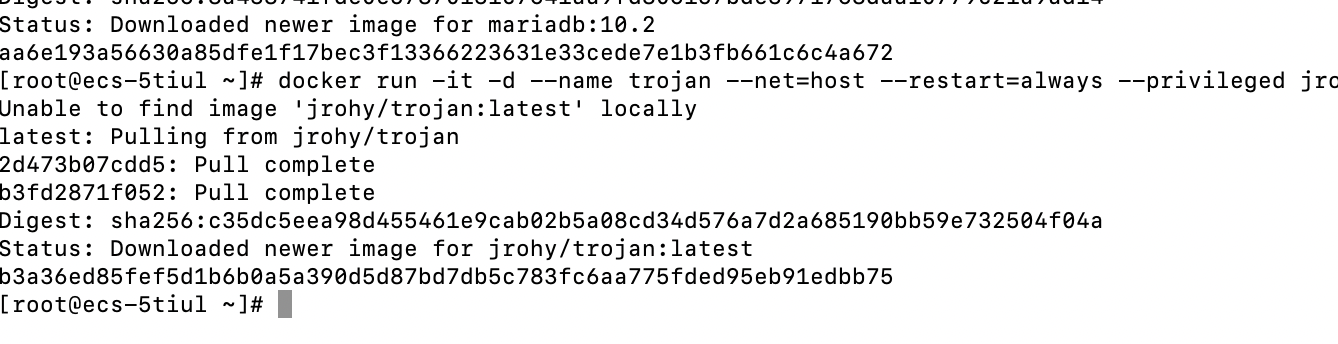 Status: Downloaded newer image for mariadb:10.2
aa6e193a56630a85dfe1f17bec3f13366223631e33cede7e1b3fb661c6c4a672
[root@ecs-5tiul ~]# docker run -it -d --name trojan --net=host --restart=always --privileged jro
Unable to find image 'jrohy/trojan:latest' locally
latest: Pulling from jrohy/trojan
2d473b07cdd5: Pull complete
b3fd2871f052: Pull complete
Digest: sha256:c35dc5eea98d455461e9cab02b5a08cd34d576a7d2a685190bb59e732504f04a
Status: Downloaded newer image for jrohy/trojan:latest
b3a36ed85fef5d1b6b0a5a390d5d87bd7db5c783fc6aa775fded95eb91edbb75
[root@ecs-5tiul ~]#